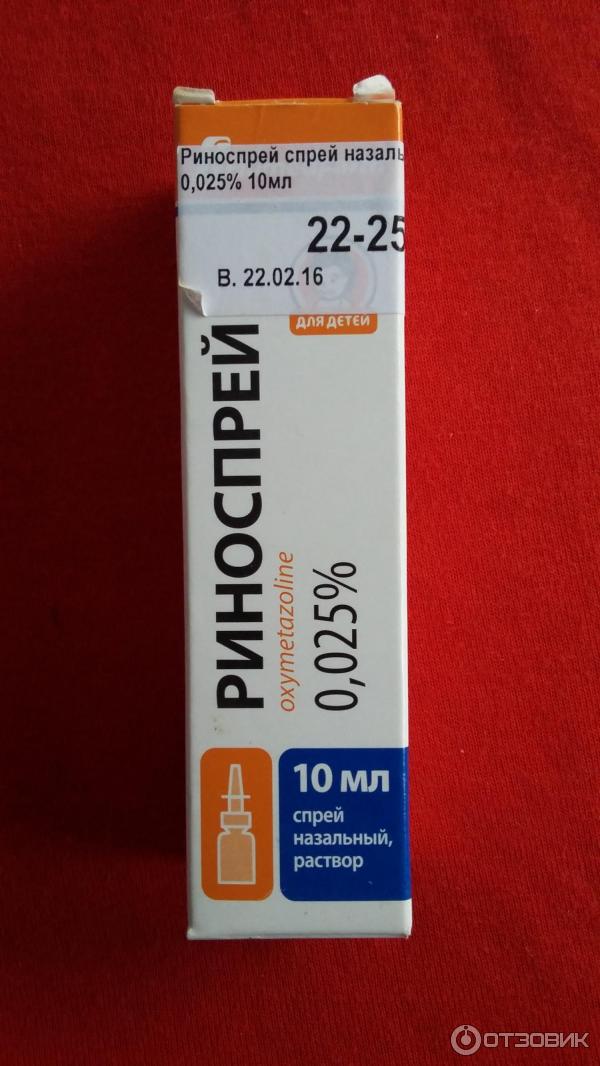 Риноспрей спрей назаль
0,025% 10мл
22-25
В. 22.02.16
ДЛЯ ДЕТЕЙ
РИНОСПРЕЙ
oxymetazoline
0,025%
10 мл
спрей
назальный,
раствор
ОТЗОВИК